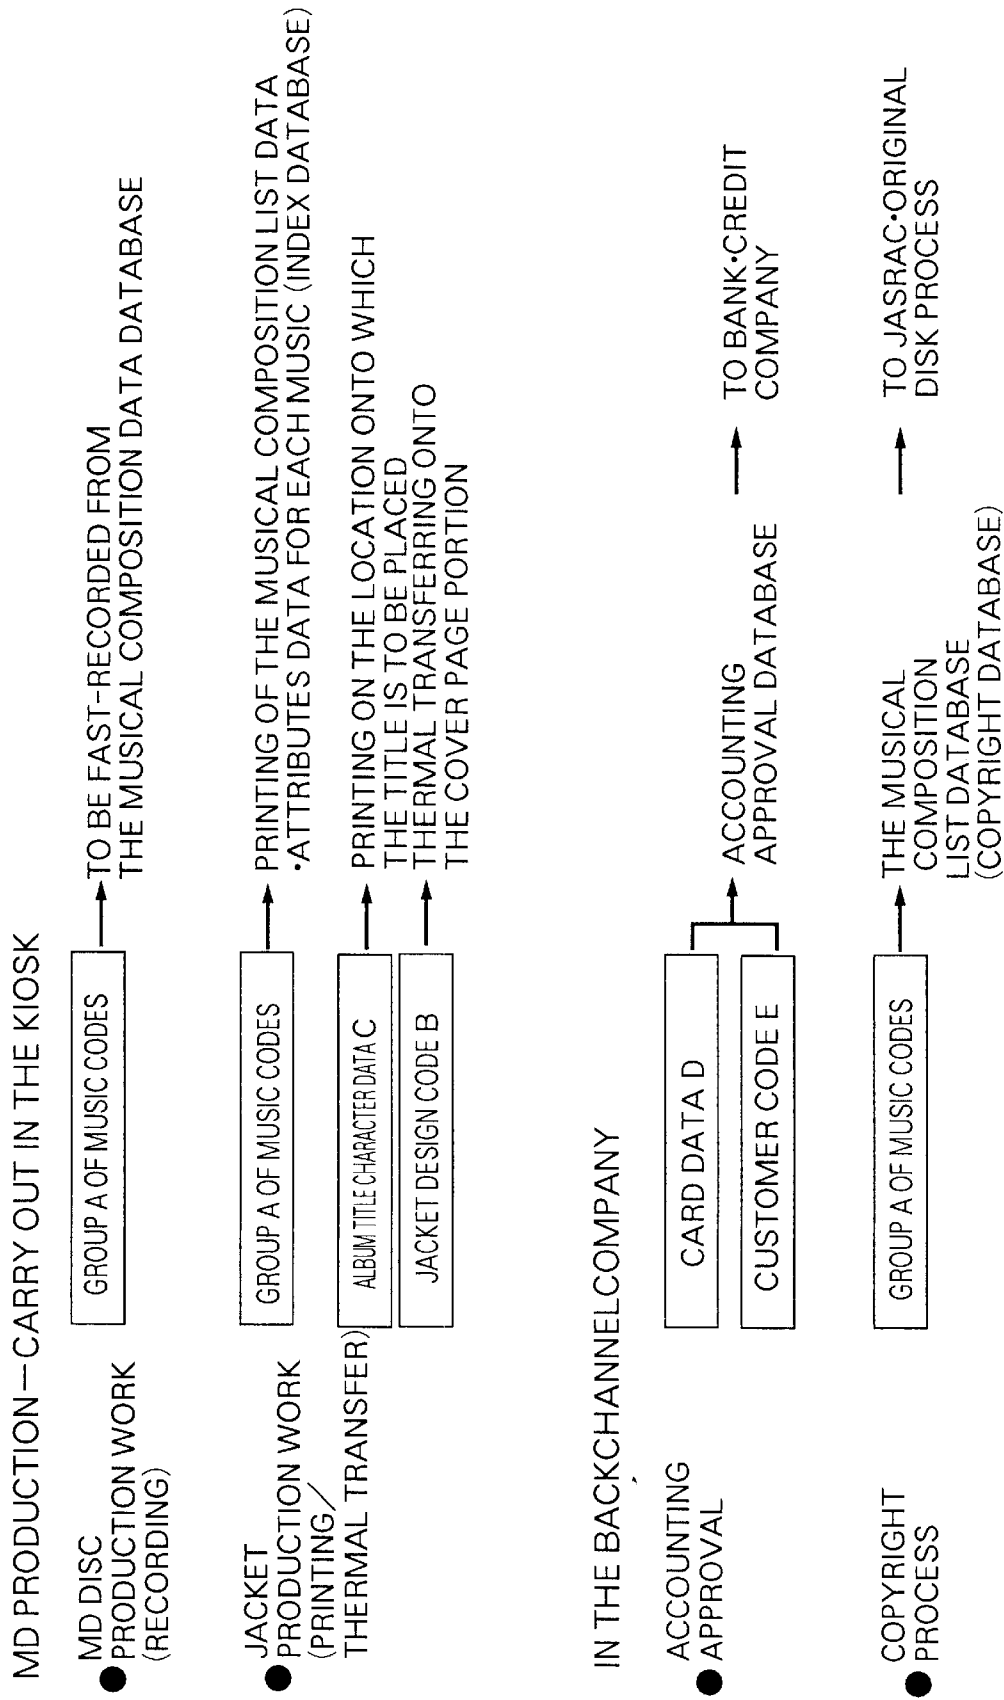 MD PRODUCTION—CARRY OUT IN THE KIOSK
MD DISC
PRODUCTION WORK
(RECORDING)
GROUP A OF MUSIC CODES
TO BE FAST-RECORDED FROM
THE MUSICAL COMPOSITION DATA DATABASE
JACKET
PRODUCTION WORK
(PRINTING/
THERMAL TRANSFER)
GROUP A OF MUSIC CODES
PRINTING OF THE MUSICAL COMPOSITION LIST DATA
•ATTRIBUTES DATA FOR EACH MUSIC (INDEX DATABASE)
ALBUM TITLE CHARACTER DATA C
PRINTING ON THE LOCATION ONTO WHICH
THE TITLE IS TO BE PLACED
JACKET DESIGN CODE B
THERMAL TRANSFERRING ONTO
THE COVER PAGE PORTION
IN THE BACKCHANNELCOMPANY
ACCOUNTING
APPROVAL
CARD DATA D
CUSTOMER CODE E
ACCOUNTING
APPROVAL DATABASE
TO BANK•CREDIT
COMPANY
COPYRIGHT
PROCESS
GROUP A OF MUSIC CODES
THE MUSICAL
COMPOSITION
LIST DATABASE
(COPYRIGHT DATABASE)
TO JASRAC•ORIGINAL
DISK PROCESS